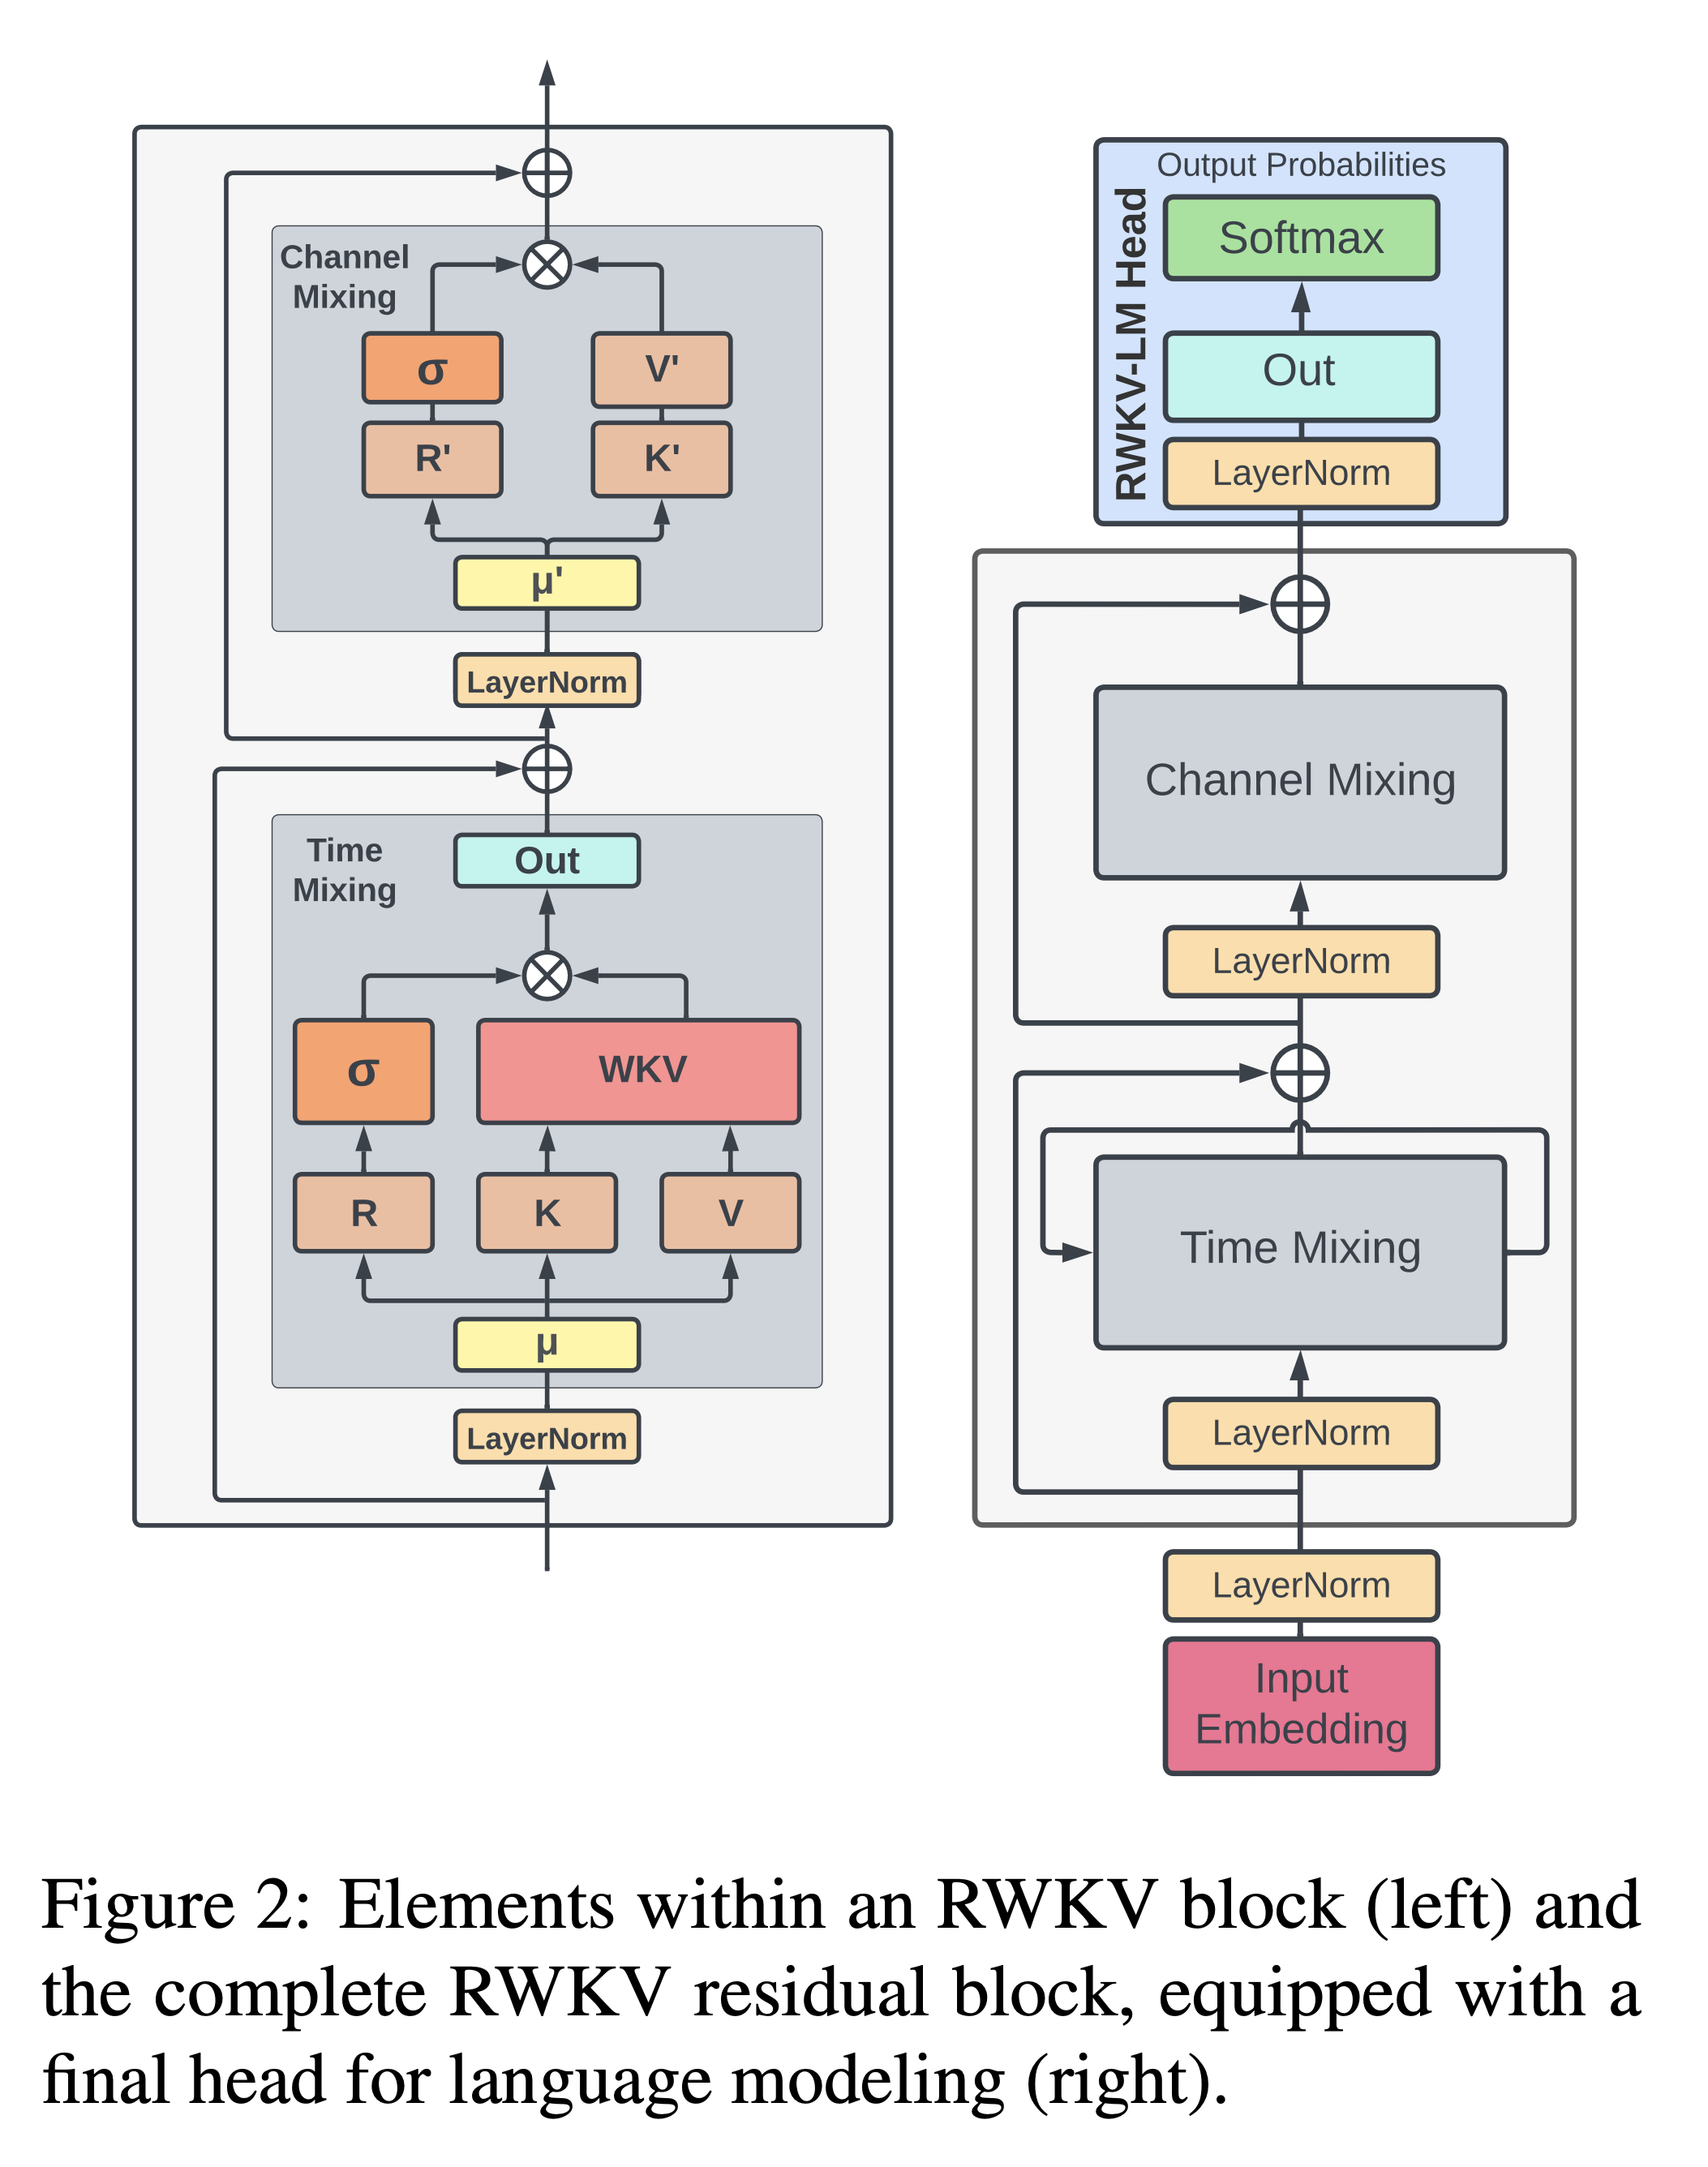 Channel
Mixing
σ
V'
R'
K'
μ'
LayerNorm
Time
Mixing
Out
σ
WKV
R
K
V
μ
LayerNorm
Output Probabilities
RWKV-LM Head
Softmax
Out
LayerNorm
Channel Mixing
LayerNorm
Time Mixing
LayerNorm
LayerNorm
Input
Embedding
Figure 2: Elements within an RWKV block (left) and
the complete RWKV residual block, equipped with a
final head for language modeling (right).